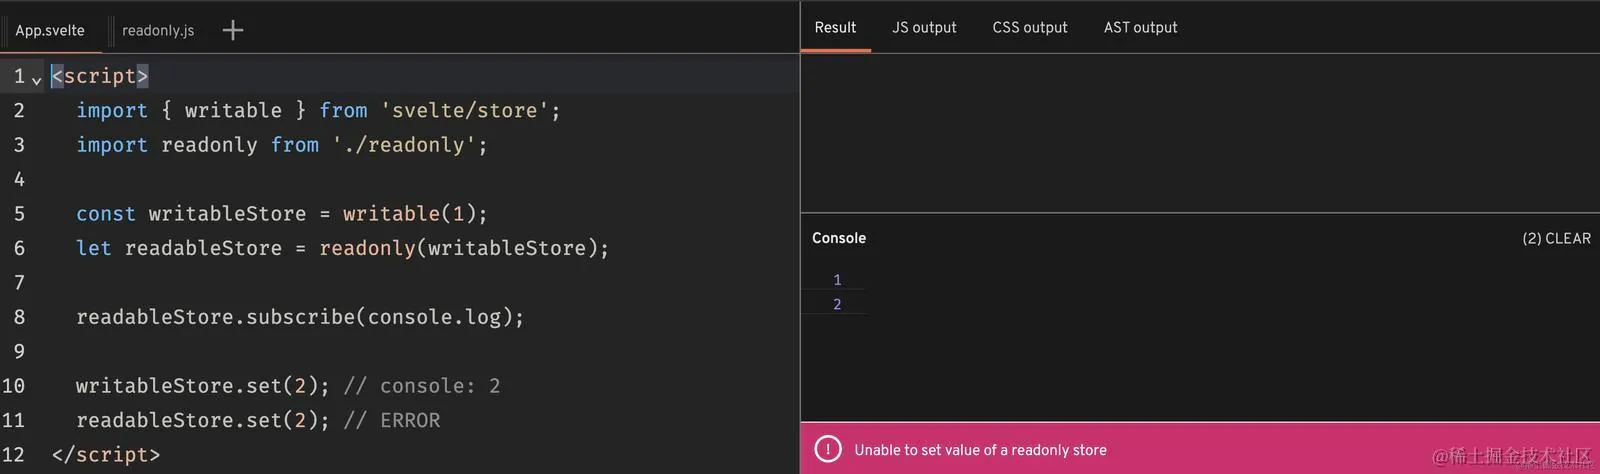 App.svelte
readonly.js
+
Result
JS output
CSS output
AST output
1 <script>
2 import { writable } from 'svelte/store';
3 import readonly from './readonly';
4
5 const writableStore = writable(1);
6 let readableStore = readonly(writableStore);
7
8 readableStore.subscribe(console.log);
9
10 writableStore.set(2); // console: 2
11 readableStore.set(2); // ERROR
12 </script>
Console
(2) CLEAR
1
2
! Unable to set value of a readonly store
@稀土掘金技术社区